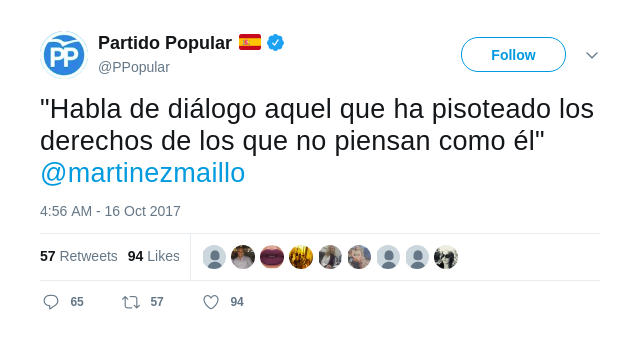 PP
Partido Popular
@PPopular
Follow
"Habla de diálogo aquel que ha pisoteado los
derechos de los que no piensan como él"
@martinezmaillo
4:56 AM - 16 Oct 2017
57 Retweets 94 Likes
65 57 94